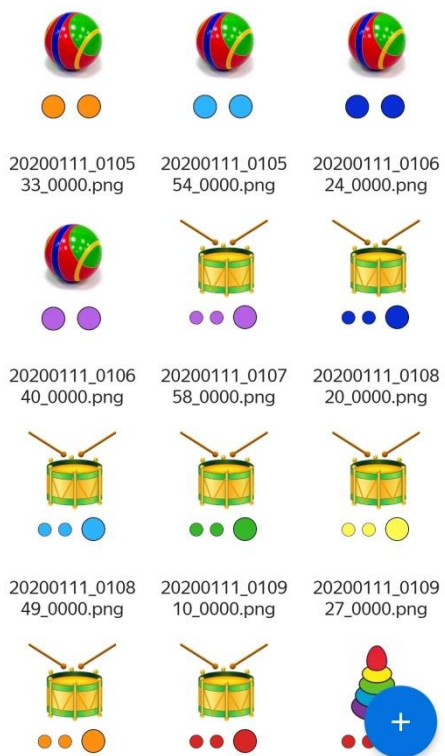 20200111_0105 20200111_0105 20200111_0106
33_0000.png 54_0000.png 24_0000.png
20200111_0106 20200111_0107 20200111_0108
40_0000.png 58_0000.png 20_0000.png
20200111_0108 20200111_0109 20200111_0109
49_0000.png 10_0000.png 27_0000.png
+